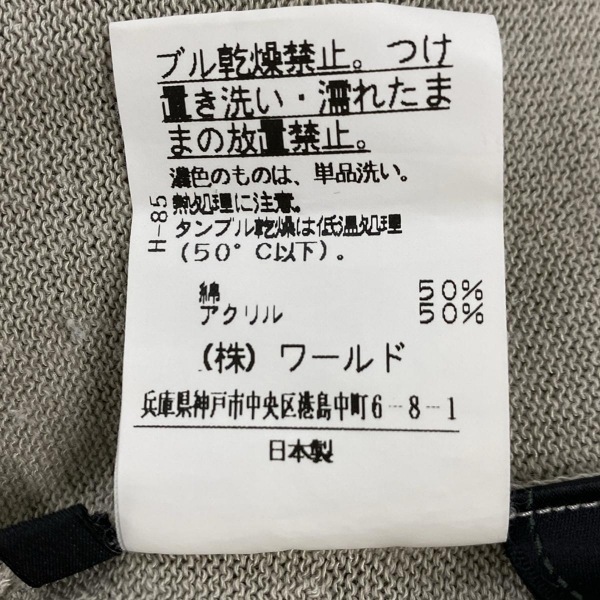 ブル乾燥禁止。つけ
置き洗い・濡れたま
まの放置禁止。
濃色のものは、単品洗い。
熱処理に注意。
タンブル乾燥は低温処理
(50°C以下)。
H-85
綿 50%
アクリル 50%
(株) ワールド
兵庫県神戸市中央区港島中町6-8-1
日本製